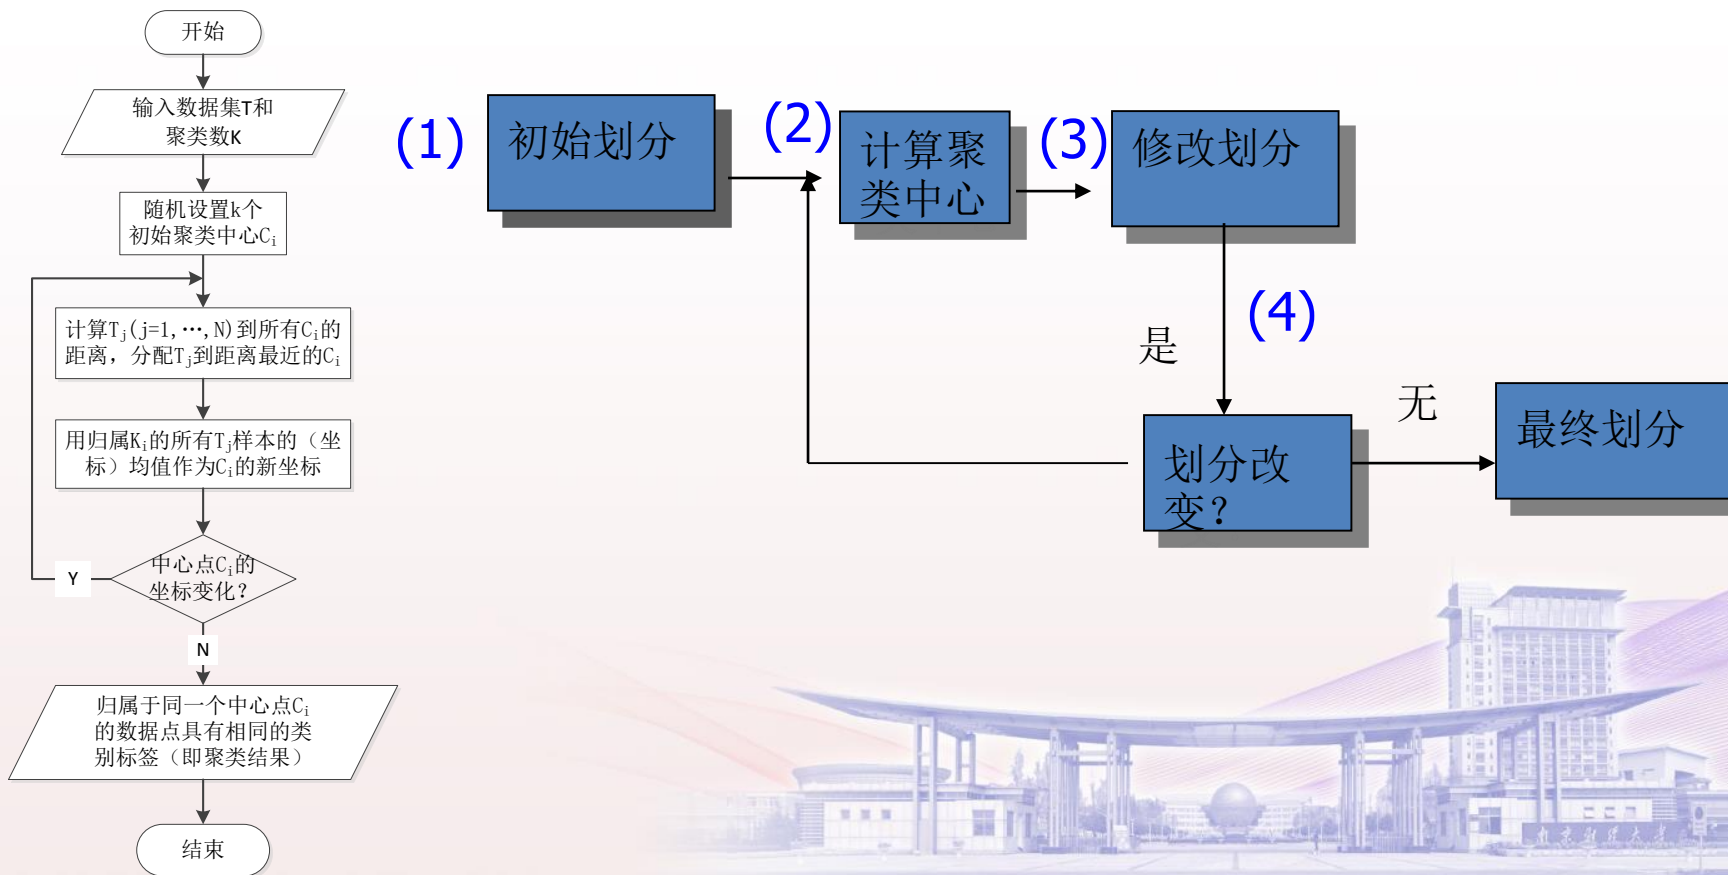 开始
输入数据集T和
聚类数K
随机设置k个
初始聚类中心Cᵢ
计算Tⱼ(j=1,…,N)到所有Cᵢ的
距离，分配Tⱼ到距离最近的Cᵢ
用归属Kᵢ的所有Tⱼ样本的（坐
标）均值作为Cᵢ的新坐标
中心点Cᵢ的
坐标变化?
Y
N
归属于同一个中心点Cᵢ
的数据点具有相同的类
别标签（即聚类结果）
结束
(1)
初始划分
(2)
计算聚
类中心
(3)
修改划分
(4)
是
划分改
变?
无
最终划分